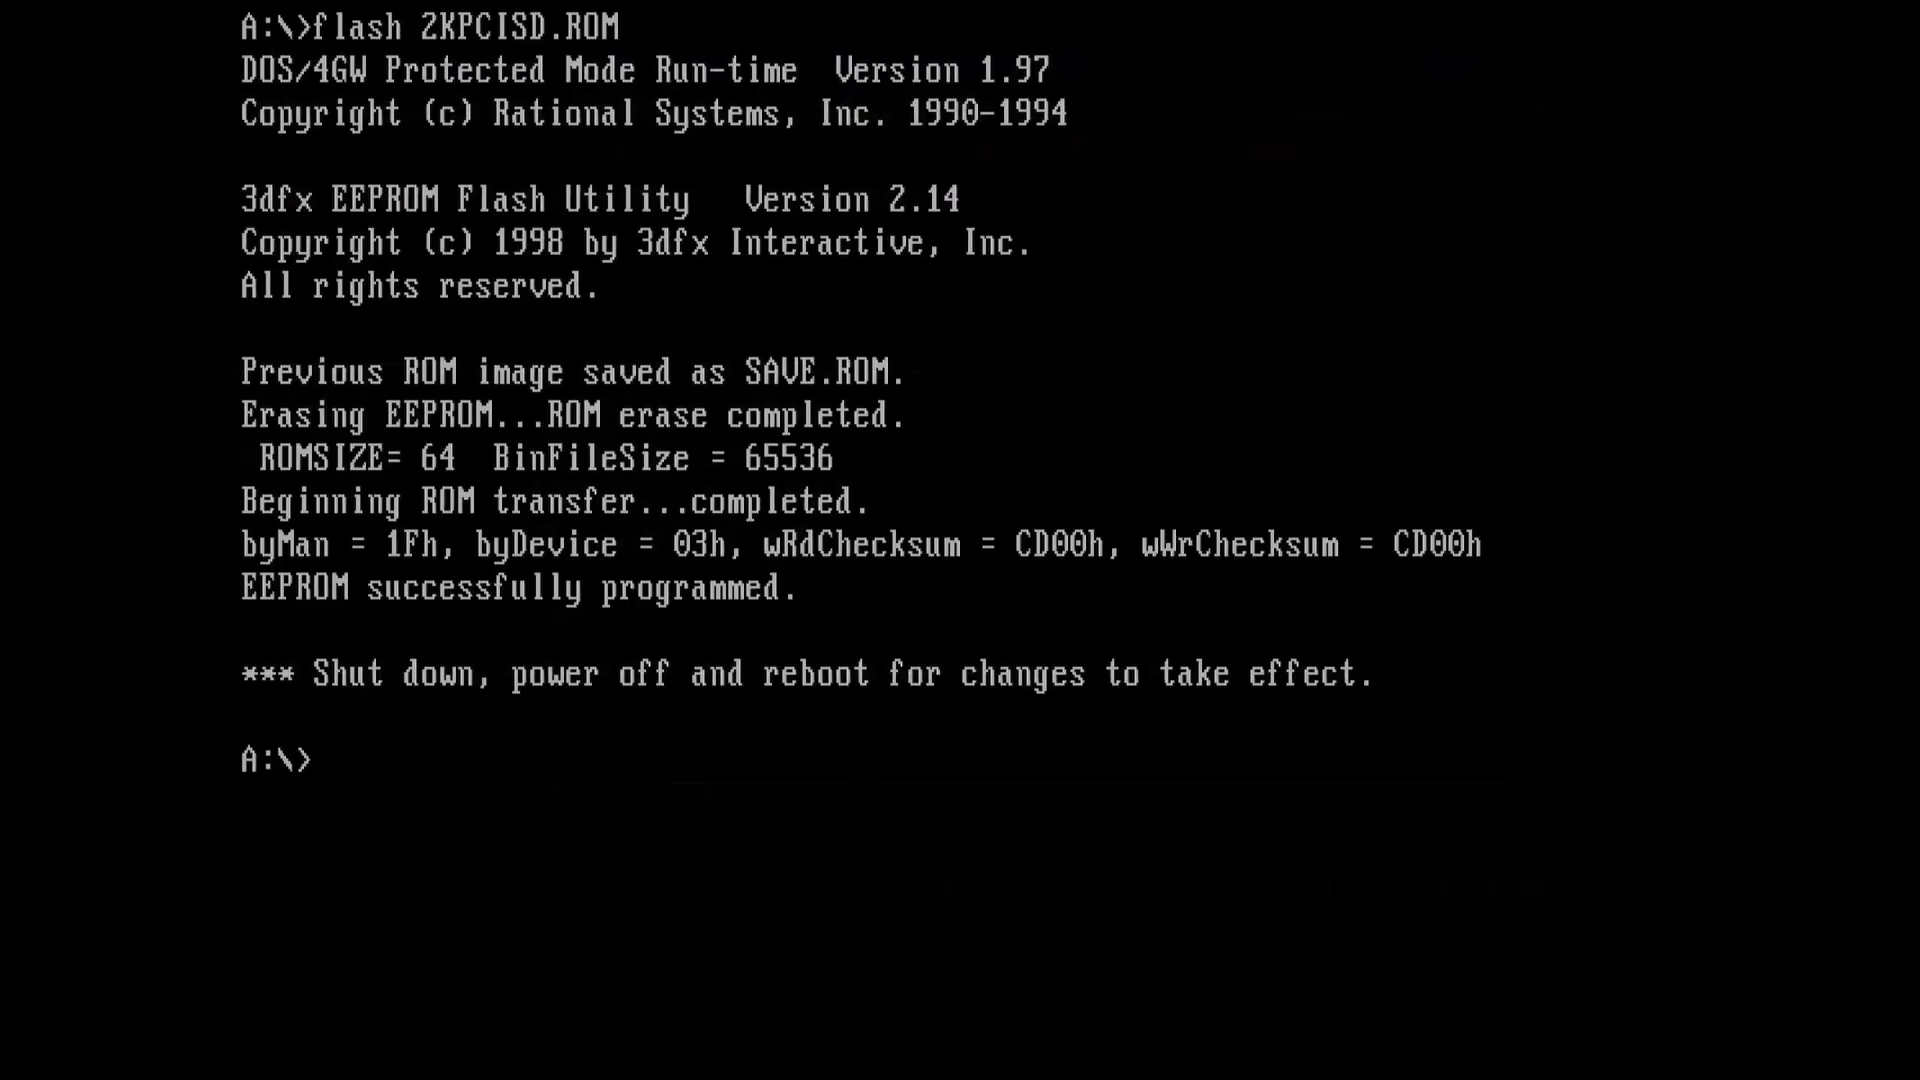 A:\>flash 2KPCISD.ROM
DOS/4GW Protected Mode Run-time  Version 1.97
Copyright (c) Rational Systems, Inc. 1990-1994
3dfx EEPROM Flash Utility   Version 2.14
Copyright (c) 1998 by 3dfx Interactive, Inc.
All rights reserved.
Previous ROM image saved as SAVE.ROM.
Erasing EEPROM...ROM erase completed.
 ROMSIZE= 64  BinFileSize = 65536
Beginning ROM transfer...completed.
byMan = 1Fh, byDevice = 03h, wRdChecksum = CD00h, wWrChecksum = CD00h
EEPROM successfully programmed.
*** Shut down, power off and reboot for changes to take effect.
A:\>